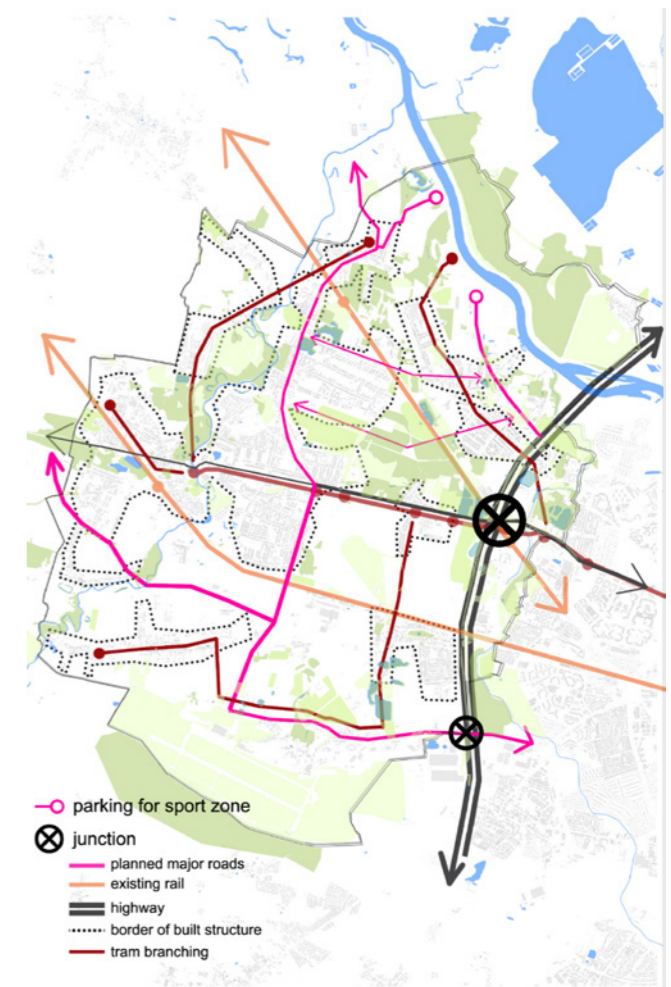 parking for sport zone
junction
planned major roads
existing rail
highway
border of built structure
tram branching